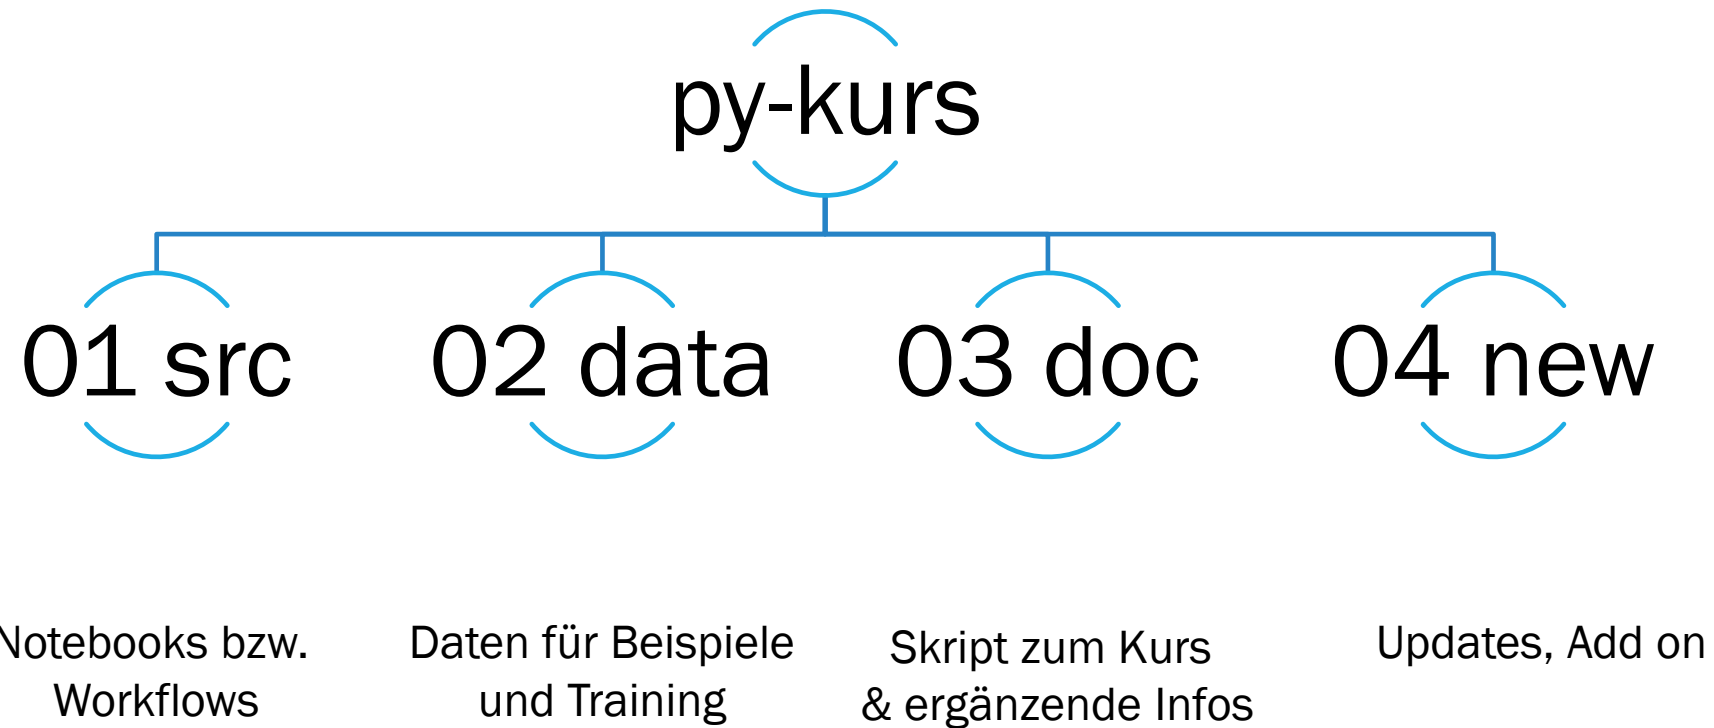 py-kurs
01 src
02 data
03 doc
04 new
Notebooks bzw.
Workflows
Daten für Beispiele
und Training
Skript zum Kurs
& ergänzende Infos
Updates, Add on